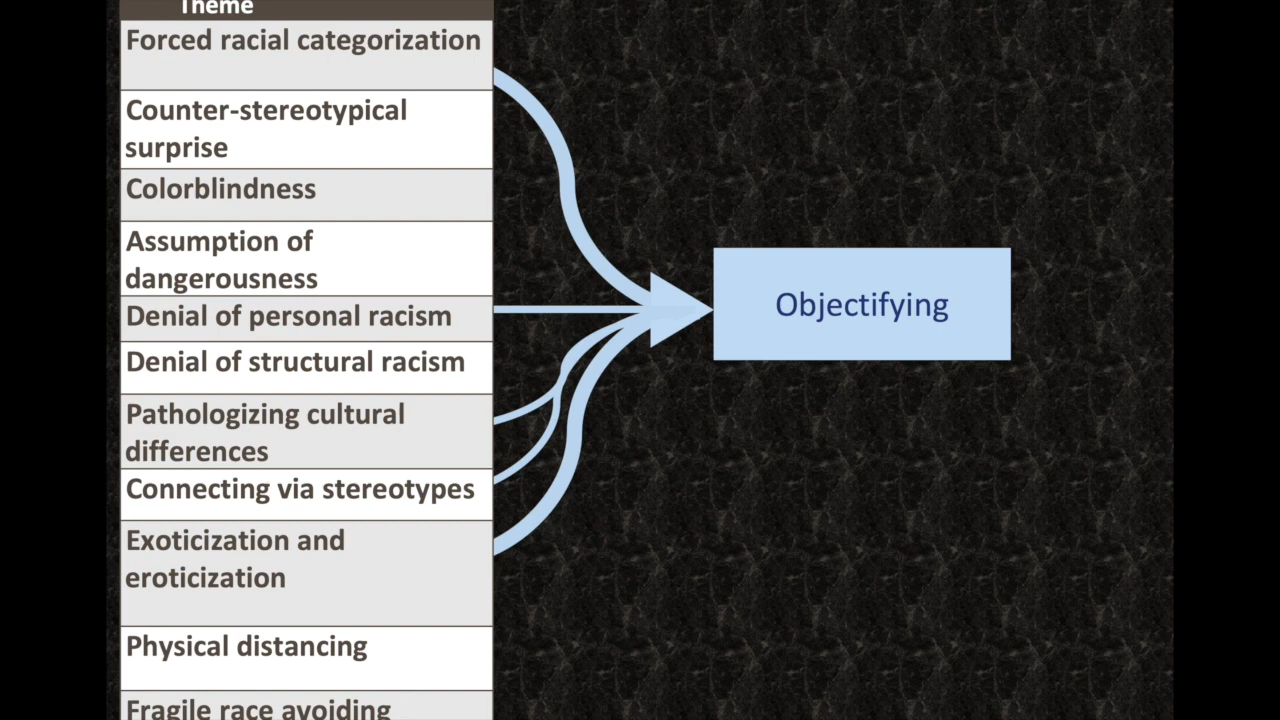 Theme
Forced racial categorization
Counter-stereotypical
surprise
Colorblindness
Assumption of
dangerousness
Denial of personal racism
Denial of structural racism
Pathologizing cultural
differences
Connecting via stereotypes
Exoticization and
eroticization
Physical distancing
Fragile race avoiding
Objectifying